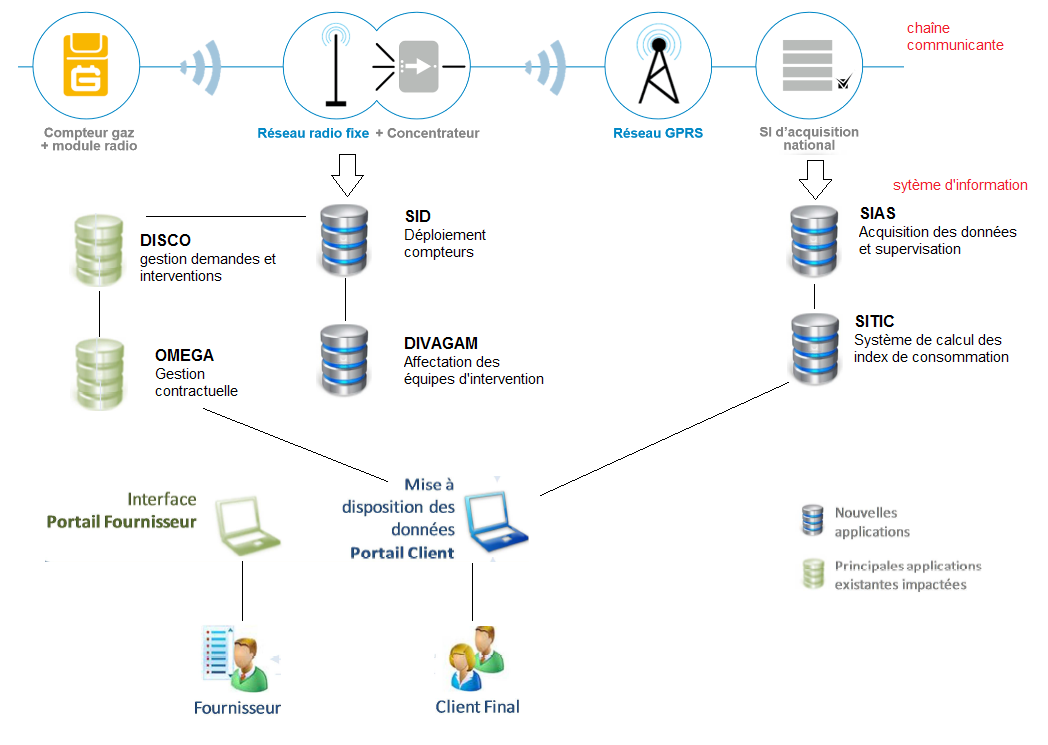 chaîne
communicante
Compteur gaz
+ module radio
Réseau radio fixe + Concentrateur
Réseau GPRS
SI d'acquisition
national
sytème d'information
DISCO
gestion demandes et
interventions
SID
Déploiement
compteurs
SIAS
Acquisition des données
et supervisation
OMEGA
Gestion
contractuelle
DIVAGAM
Affectation des
équipes d'intervention
SITIC
Système de calcul des
index de consommation
Interface
Portail Fournisseur
Mise à
disposition des
données
Portail Client
Nouvelles
applications
Principales applications
existantes impactées
Fournisseur
Client Final